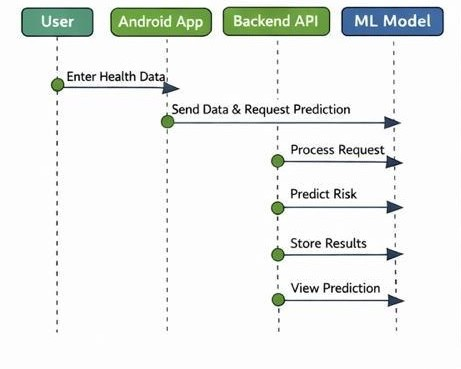 User
Android App
Backend API
ML Model
Enter Health Data
Send Data & Request Prediction
Process Request
Predict Risk
Store Results
View Prediction